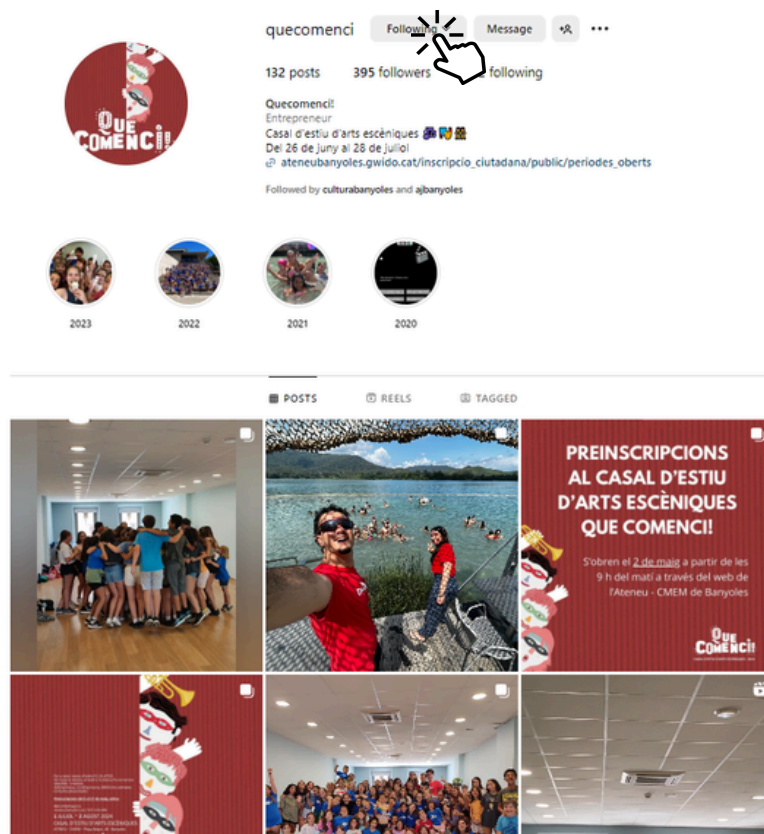 quecomenci Following Message
132 posts 395 followers following
Quecomenci!
Entrepreneur
Casal d'estiu d'arts escèniques
Del 26 de juny al 28 de juliol
ateneubanyoles.gwido.cat/inscripcio_ciutadana/public/periodes_oberts
Followed by culturabanyoles and ajbanyoles
QUE
COMENCI!
2023 2022 2021 2020
POSTS REELS TAGGED
PREINSCRIPCIONS
AL CASAL D'ESTIU
D'ARTS ESCÈNIQUES
QUE COMENCI!
S'obren el 2 de maig a partir de les
9 h del matí a través del web de
l'Ateneu - CMEM de Banyoles
QUE
COMENCI!